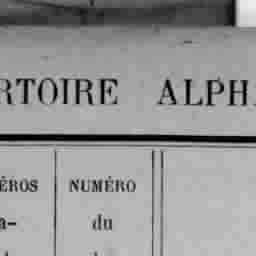 RTOIRE ALPH
ÉROS NUMÉRO
a- du